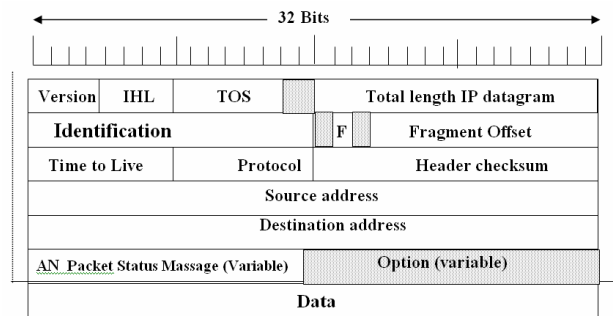 32 Bits
Version IHL TOS Total length IP datagram
Identification F Fragment Offset
Time to Live Protocol Header checksum
Source address
Destination address
AN Packet Status Massage (Variable) Option (variable)
Data